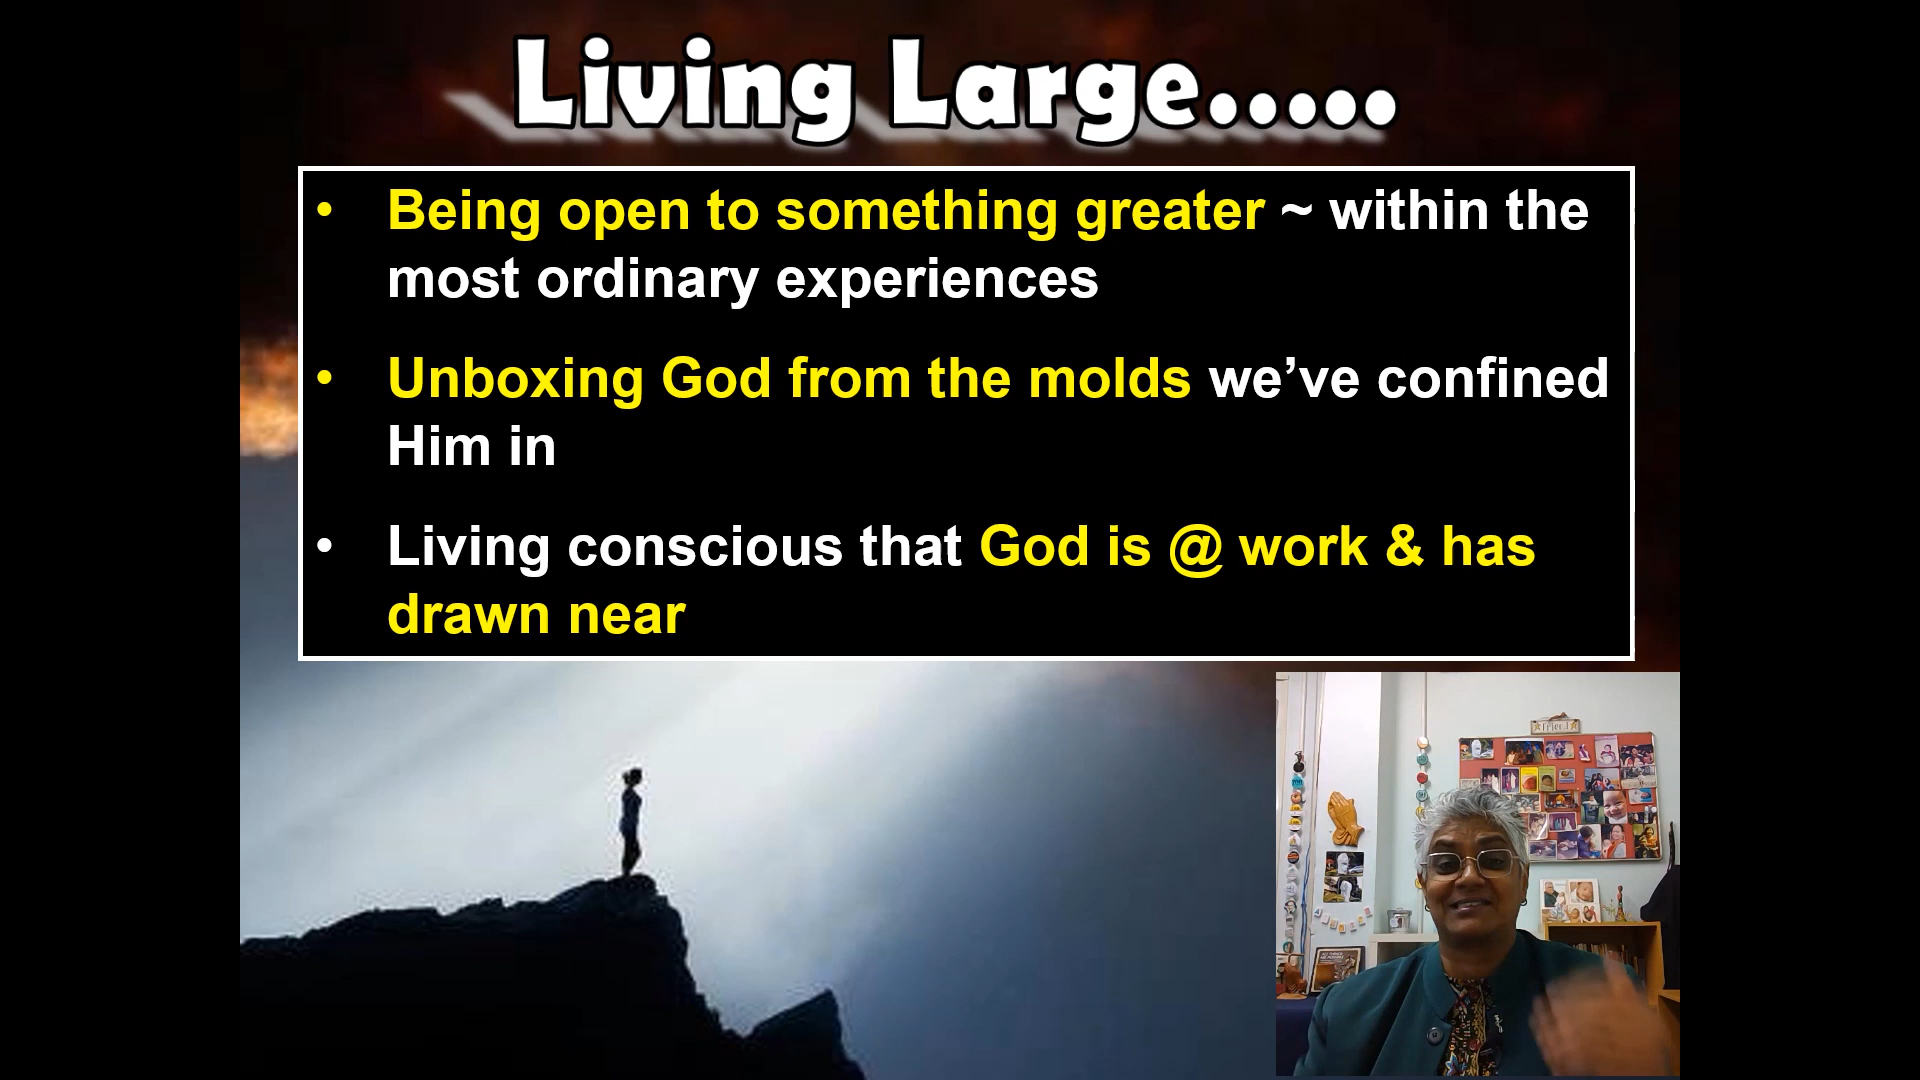 Living Large.....
• Being open to something greater ~ within the
most ordinary experiences
• Unboxing God from the molds we’ve confined
Him in
• Living conscious that God is @ work & has
drawn near